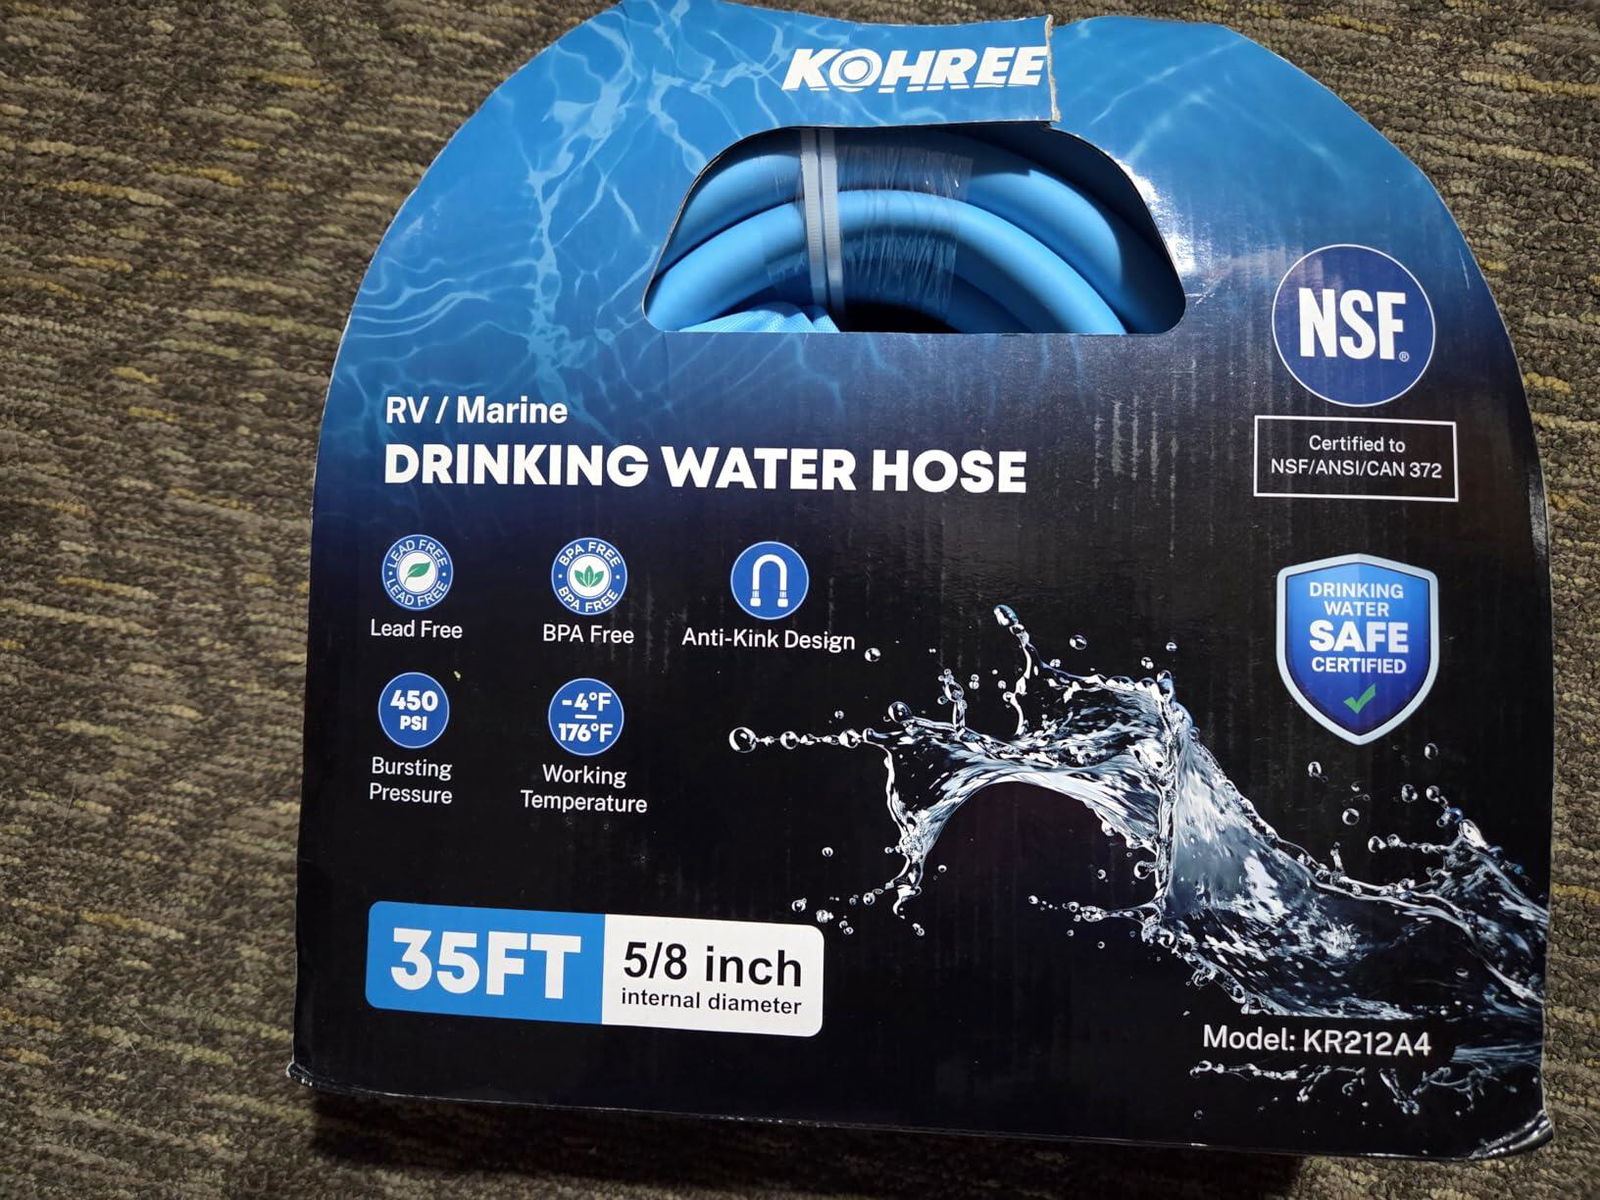 KOHREE
NSF®
Certified to
NSF/ANSI/CAN 372
RV / Marine
DRINKING WATER HOSE
LEAD FREE
LEAD FREE
Lead Free
BPA FREE
BPA FREE
BPA Free
Anti-Kink Design
DRINKING
WATER
SAFE
CERTIFIED
450
PSI
Bursting
Pressure
-4°F
176°F
Working
Temperature
35FT
5/8 inch
internal diameter
Model: KR212A4